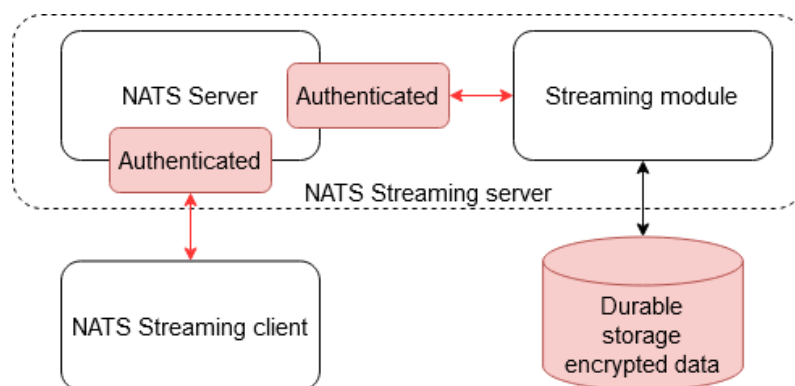 NATS Server
Authenticated
Streaming module
Authenticated
NATS Streaming server
NATS Streaming client
Durable
storage
encrypted data